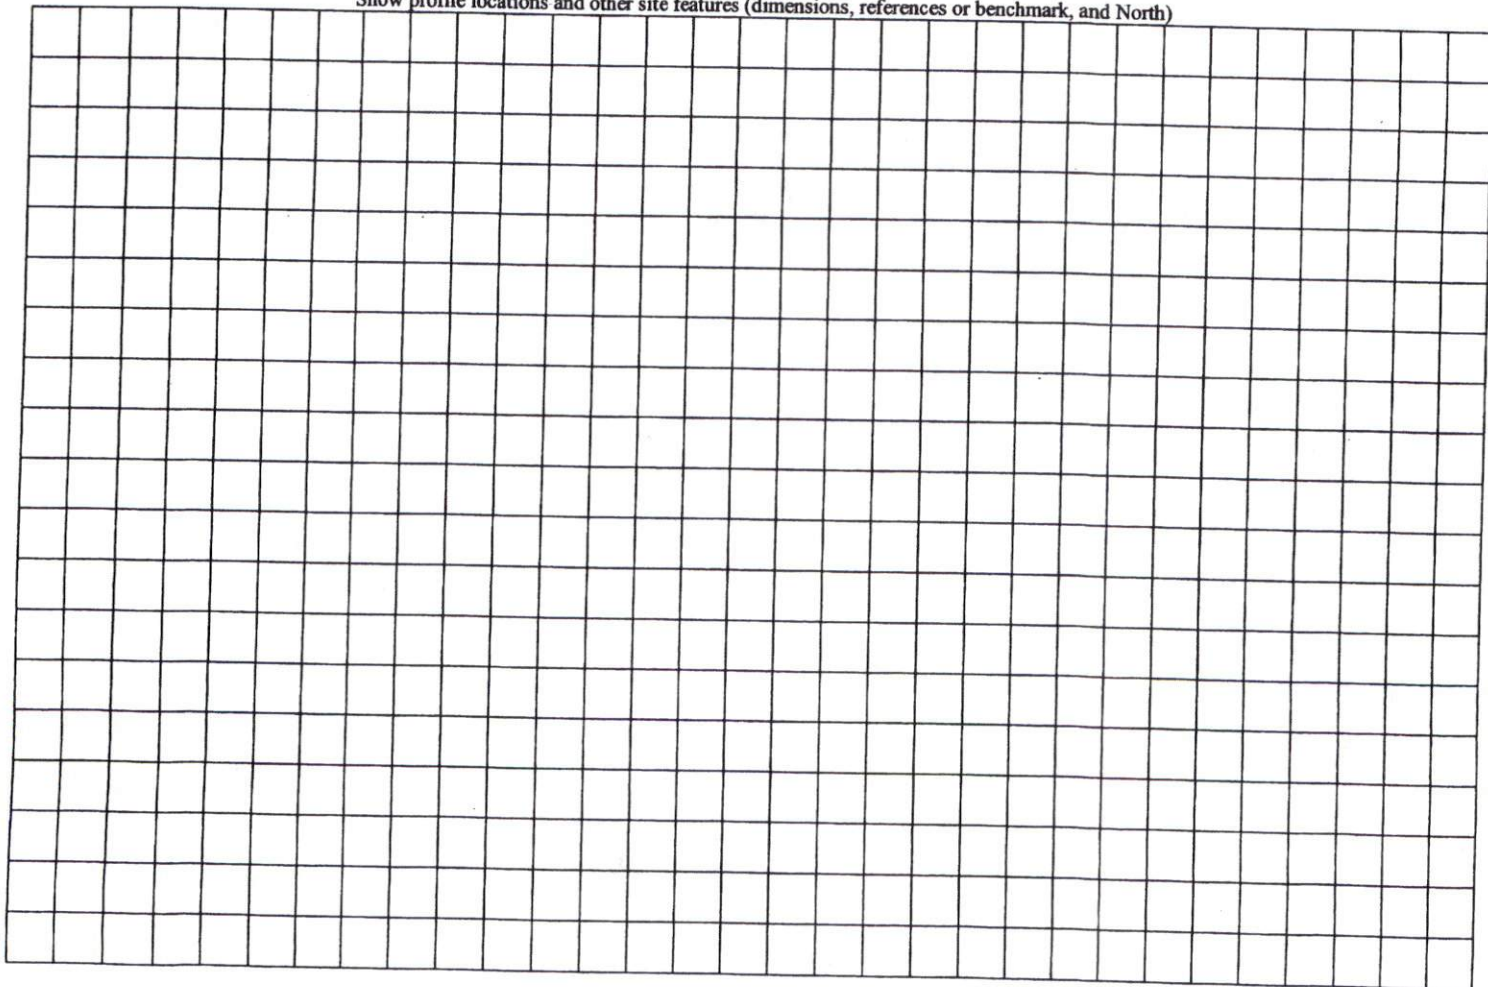 Show profile locations and other site features (dimensions, references or benchmark, and North)